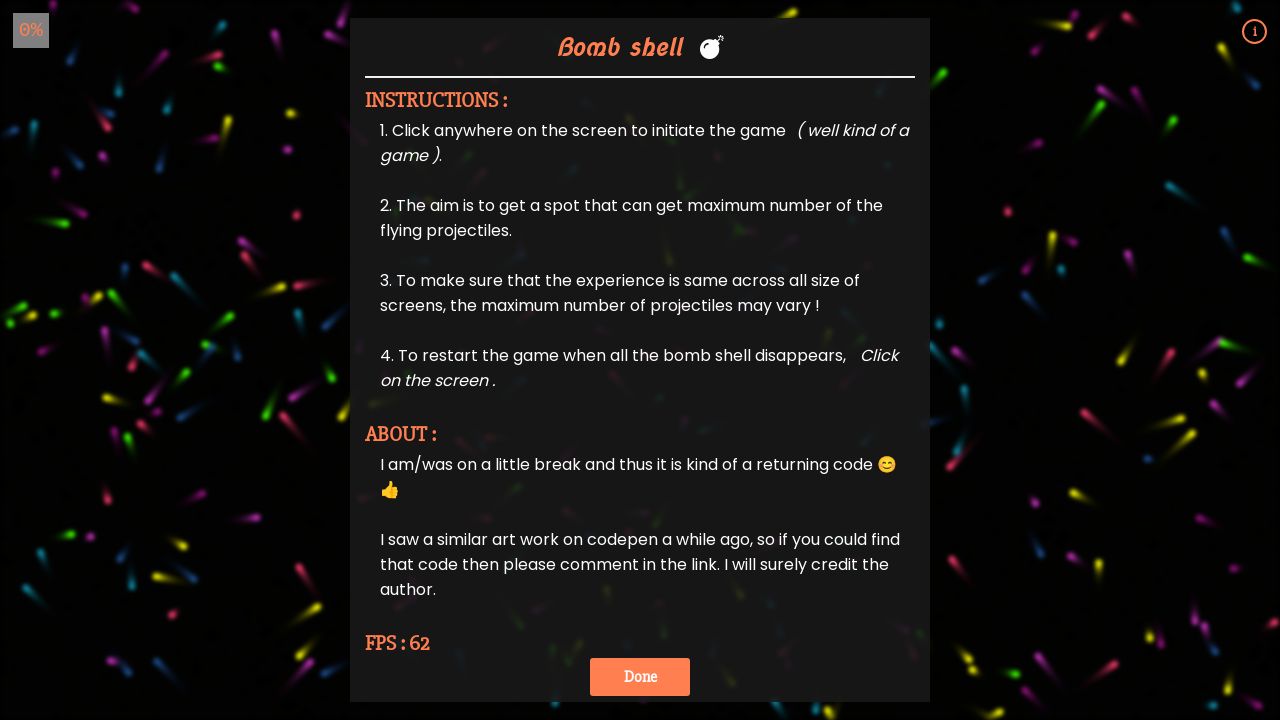 0%
i
Bomb shell 💣
INSTRUCTIONS :
1. Click anywhere on the screen to initiate the game ( well kind of a
game ).
2. The aim is to get a spot that can get maximum number of the
flying projectiles.
3. To make sure that the experience is same across all size of
screens, the maximum number of projectiles may vary !
4. To restart the game when all the bomb shell disappears, Click
on the screen .
ABOUT :
I am/was on a little break and thus it is kind of a returning code 😊
👍
I saw a similar art work on codepen a while ago, so if you could find
that code then please comment in the link. I will surely credit the
author.
FPS : 62
Done